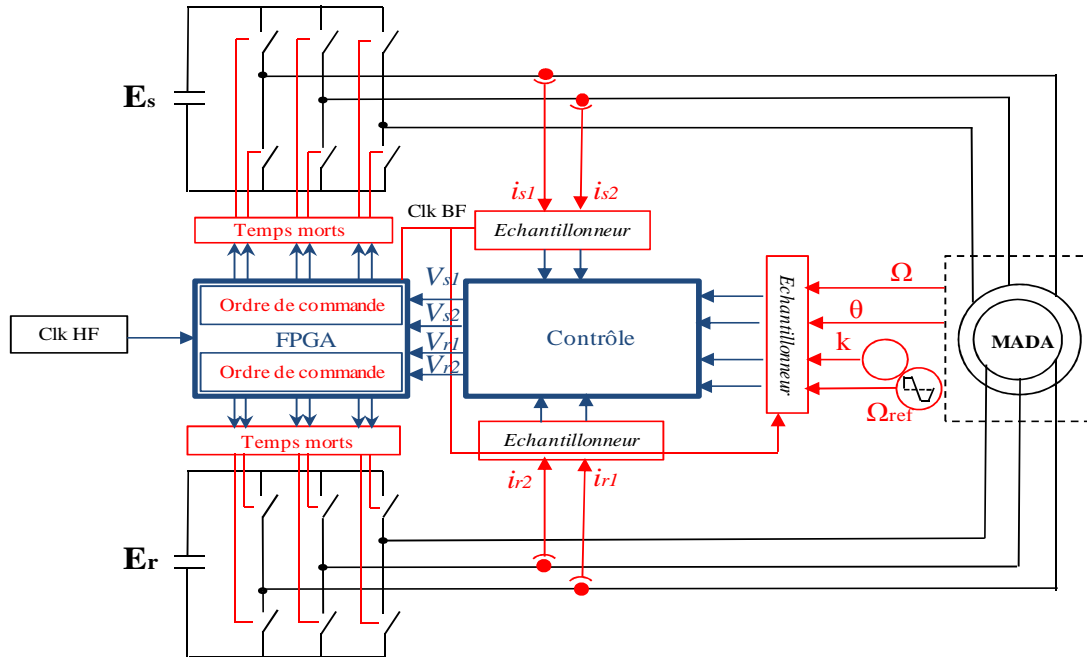 Es
is1
is2
Clk BF
Temps morts
Echantillonneur
Vs1
Vs2
Vr1
Vr2
Ordre de commande
FPGA
Ordre de commande
Clk HF
Contrôle
Echantillonneur
Ω
θ
k
Ωref
MADA
Temps morts
Echantillonneur
ir2
ir1
Er